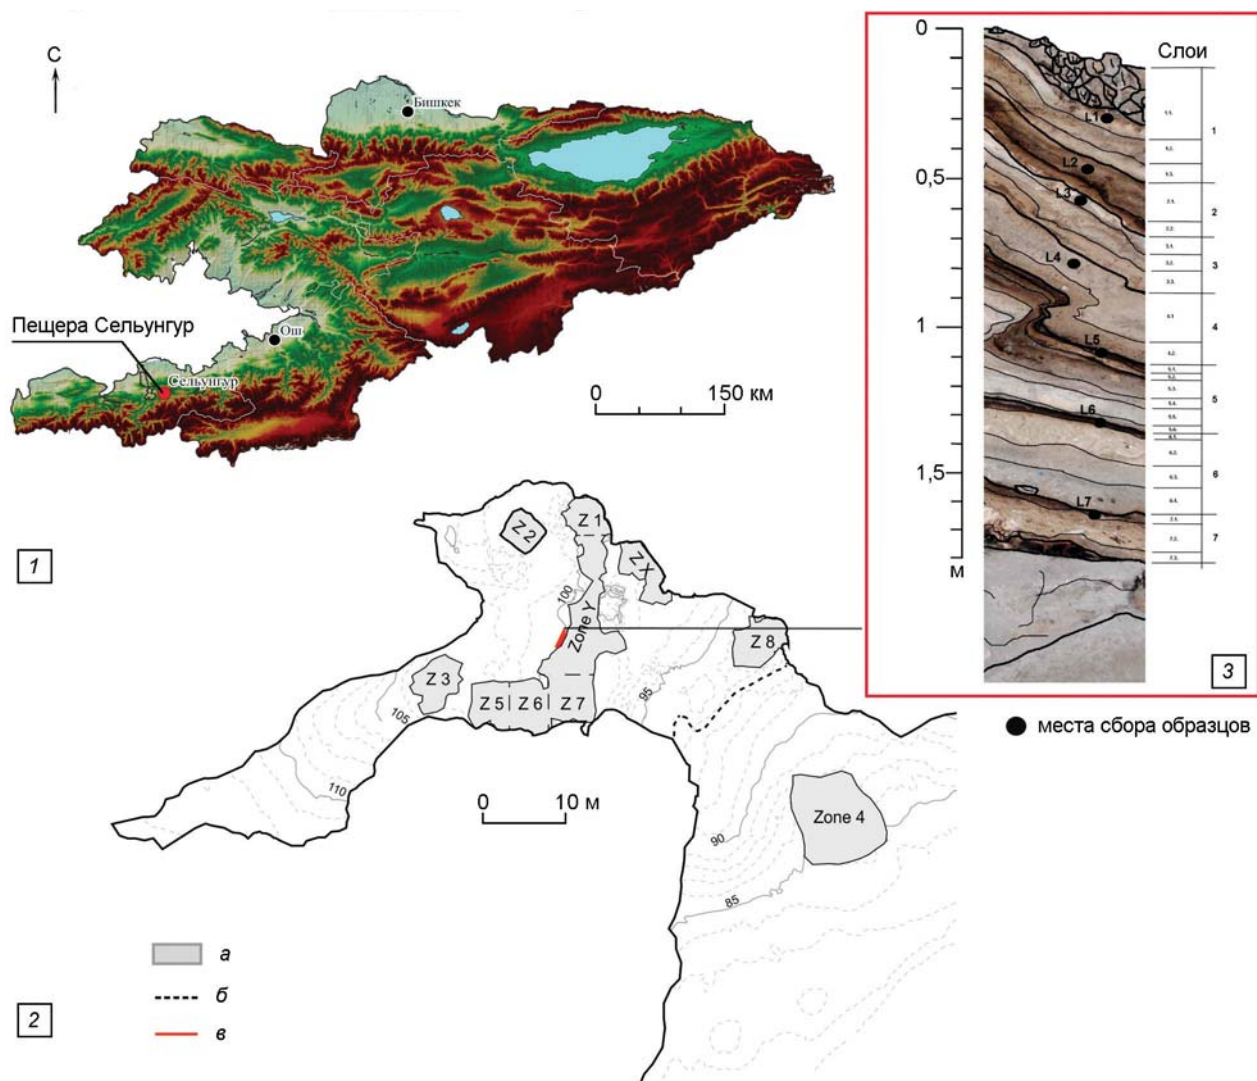 С
Бишкек
Ош
Сельунгур
Пещера Сельунгур
0 150 км
1
Z 1
Z 2
Z X
100
Zone Y
Z 8
Z 3
Z 5 Z 6 Z 7
95
105
110
0 10 м
Zone 4
90
85
а
б
в
2
0
0,5
1
1,5
м
Слои
L1
L2
L3
L4
L5
L6
L7
1
2
3
4
5
6
7
3
места сбора образцов